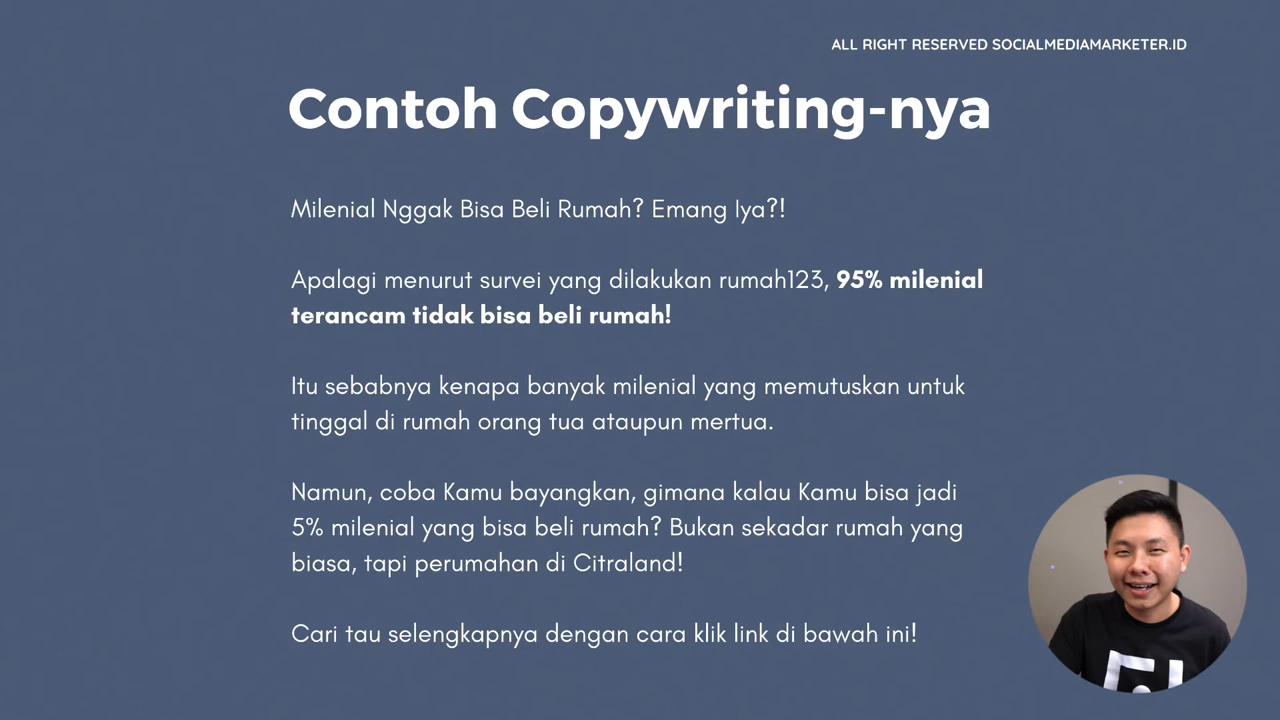 ALL RIGHT RESERVED SOCIALMEDIAMARKETER.ID
Contoh Copywriting-nya
Milenial Nggak Bisa Beli Rumah? Emang Iya?!
Apalagi menurut survei yang dilakukan rumah123, 95% milenial
terancam tidak bisa beli rumah!
Itu sebabnya kenapa banyak milenial yang memutuskan untuk
tinggal di rumah orang tua ataupun mertua.
Namun, coba Kamu bayangkan, gimana kalau Kamu bisa jadi
5% milenial yang bisa beli rumah? Bukan sekadar rumah yang
biasa, tapi perumahan di Citraland!
Cari tau selengkapnya dengan cara klik link di bawah ini!